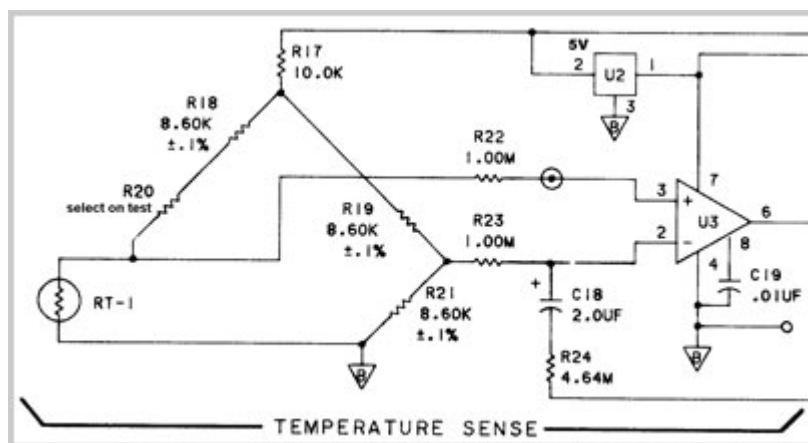 5V
R17
10.0K
2
U2
1
3
B
R18
8.60K
±.1%
R22
1.00M
R20
select on test
3
+
7
U3
6
R19
8.60K
±.1%
R23
1.00M
2
-
8
4
RT-1
R21
8.60K
±.1%
+
C18
2.0UF
C19
.01UF
B
B
R24
4.64M
TEMPERATURE SENSE